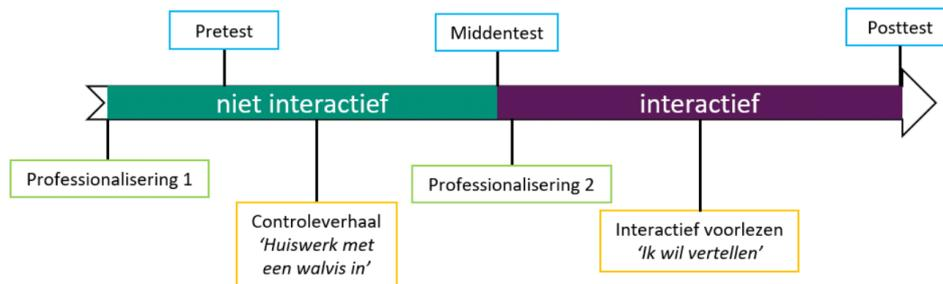 Pretest
Middentest
Posttest
niet interactief
interactief
Professionalisering 1
Professionalisering 2
Controleverhaal
'Huiswerk met
een walvis in'
Interactief voorlezen
'Ik wil vertellen'